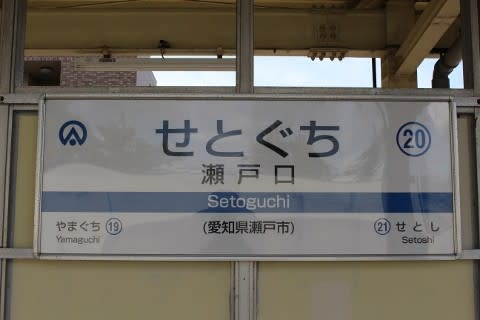 せとぐち
20
瀬戸口
Setoguchi
やまぐち 19
Yamaguchi
(愛知県瀬戸市)
21 せとし
Setoshi